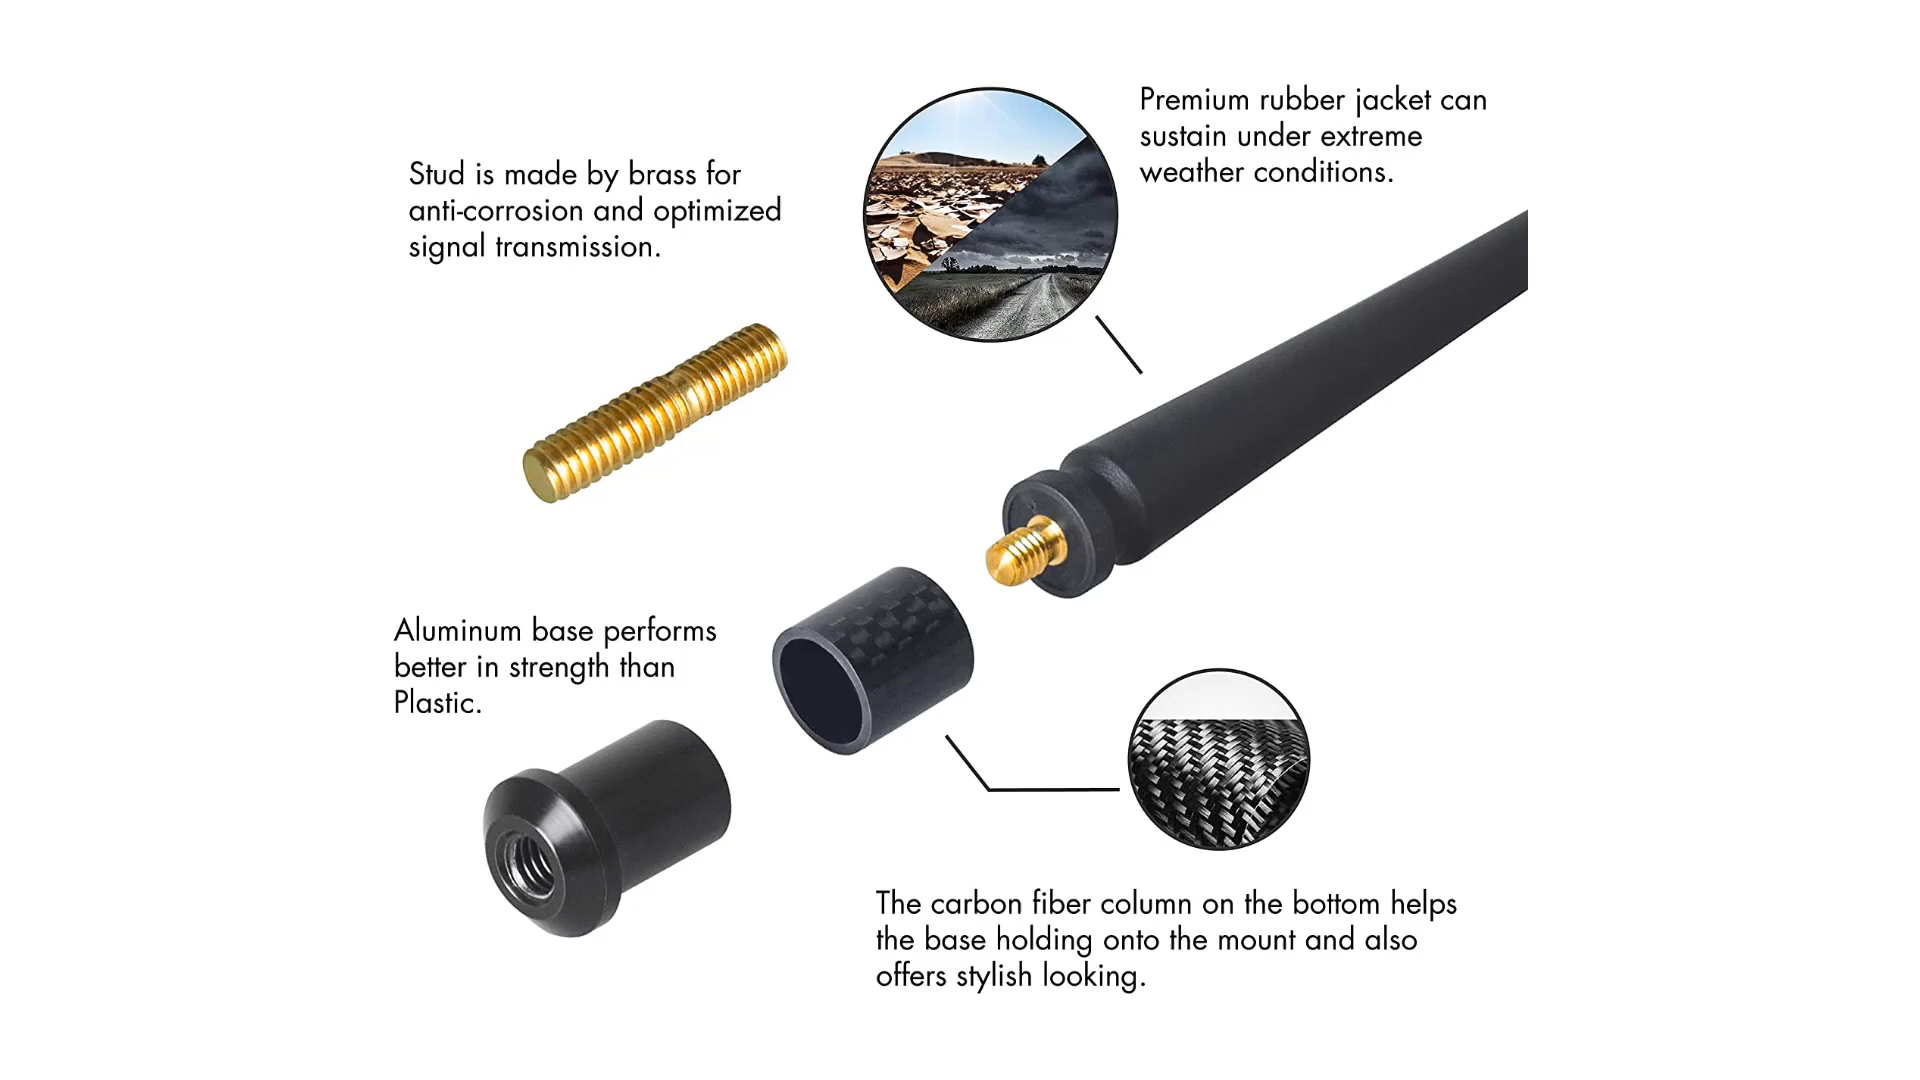 Premium rubber jacket can
sustain under extreme
weather conditions.
Stud is made by brass for
anti-corrosion and optimized
signal transmission.
Aluminum base performs
better in strength than
Plastic.
The carbon fiber column on the bottom helps
the base holding onto the mount and also
offers stylish looking.